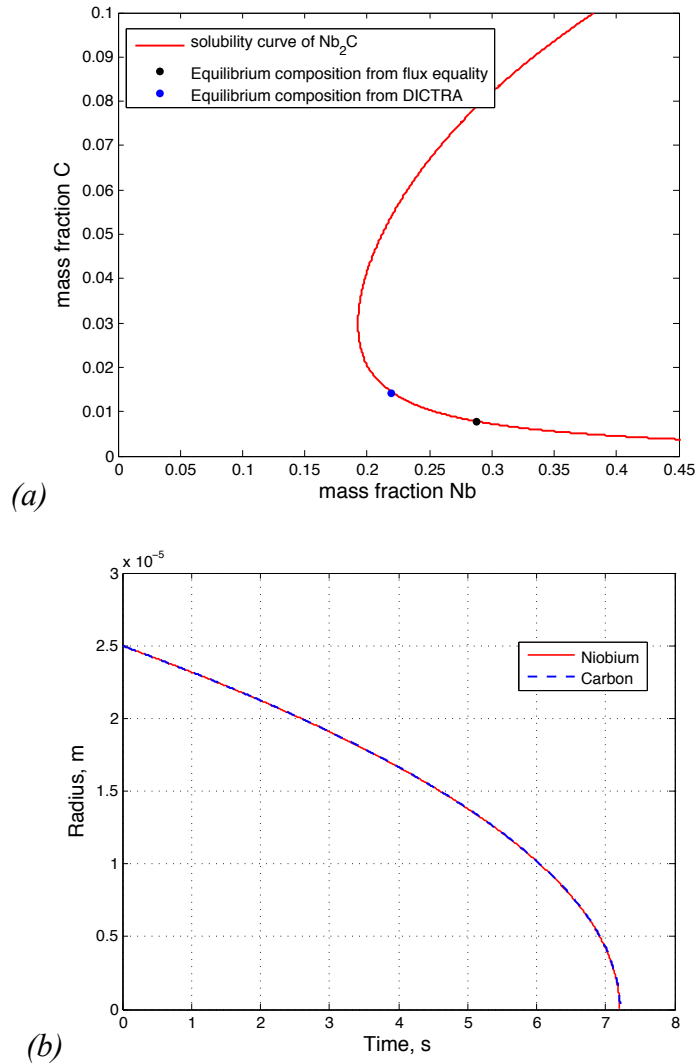 0.1
0.09
0.08
0.07
0.06
0.05
0.04
0.03
0.02
0.01
0
mass fraction C
solubility curve of Nb₂C
Equilibrium composition from flux equality
Equilibrium composition from DICTRA
0 0.05 0.1 0.15 0.2 0.25 0.3 0.35 0.4 0.45
mass fraction Nb
(a)
x 10⁻⁵
3
2.5
2
1.5
1
0.5
0
Radius, m
Niobium
Carbon
0 1 2 3 4 5 6 7 8
Time, s
(b)